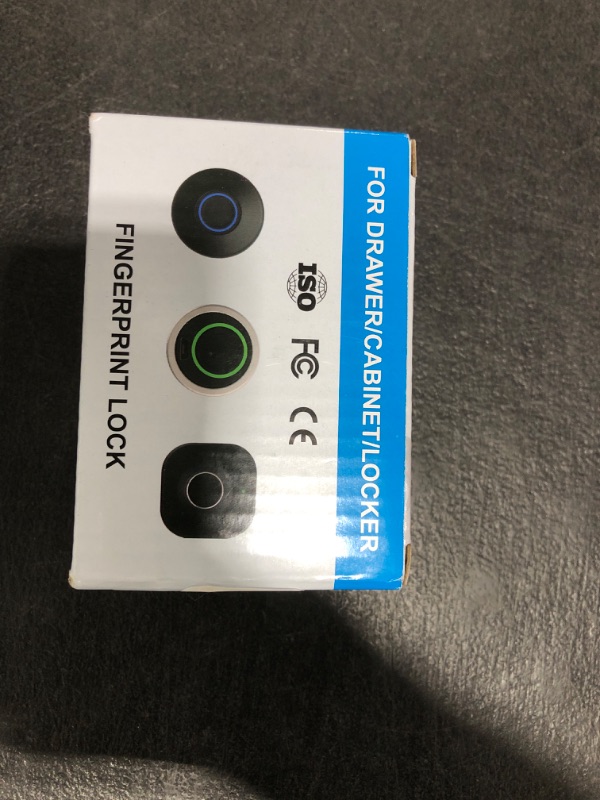 FOR DRAWER/CABINET/LOCKER
ISO FC CE
FINGERPRINT LOCK